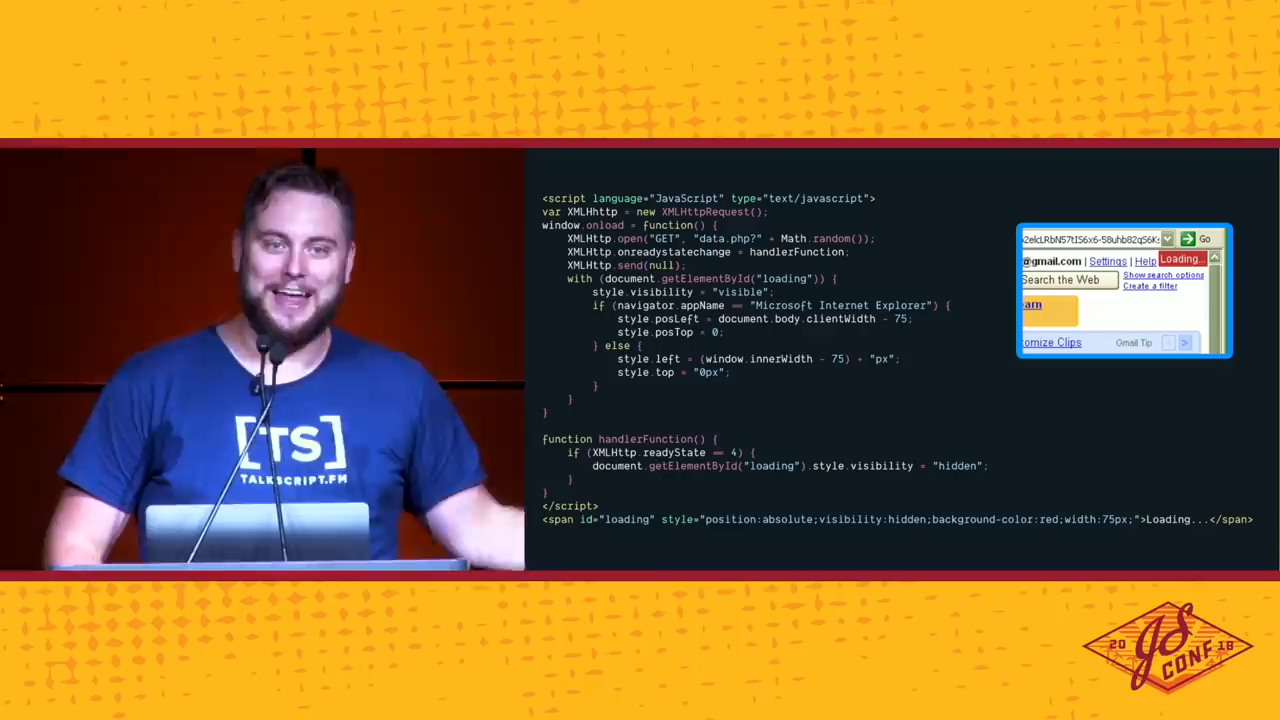 [TS]
TALKSCRIPT.FM
<script language="JavaScript" type="text/javascript">
var XMLHhttp = new XMLHttpRequest();
window.onload = function() {
XMLHttp.open("GET", "data.php?" + Math.random());
XMLHttp.onreadystatechange = handlerFunction;
XMLHttp.send(null);
with (document.getElementById("loading")) {
style.visibility = "visible";
if (navigator.appName == "Microsoft Internet Explorer") {
style.posLeft = document.body.clientWidth - 75;
style.posTop = 0;
} else {
style.left = (window.innerWidth - 75) + "px";
style.top = "0px";
}
}
}
function handlerFunction() {
if (XMLHttp.readyState == 4) {
document.getElementById("loading").style.visibility = "hidden";
}
}
</script>
<span id="loading" style="position:absolute;visibility:hidden;background-color:red;width:75px;">Loading...</span>
Go
@gmail.com | Settings | Help
Loading...
Search the Web
Show search options
Create a filter
arn
omize Clips
Gmail Tip
< >
20 JS CONF 18